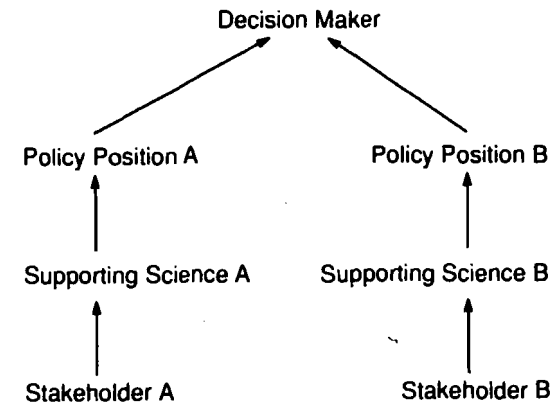 Decision Maker
Policy Position A
Policy Position B
Supporting Science A
Supporting Science B
Stakeholder A
Stakeholder B